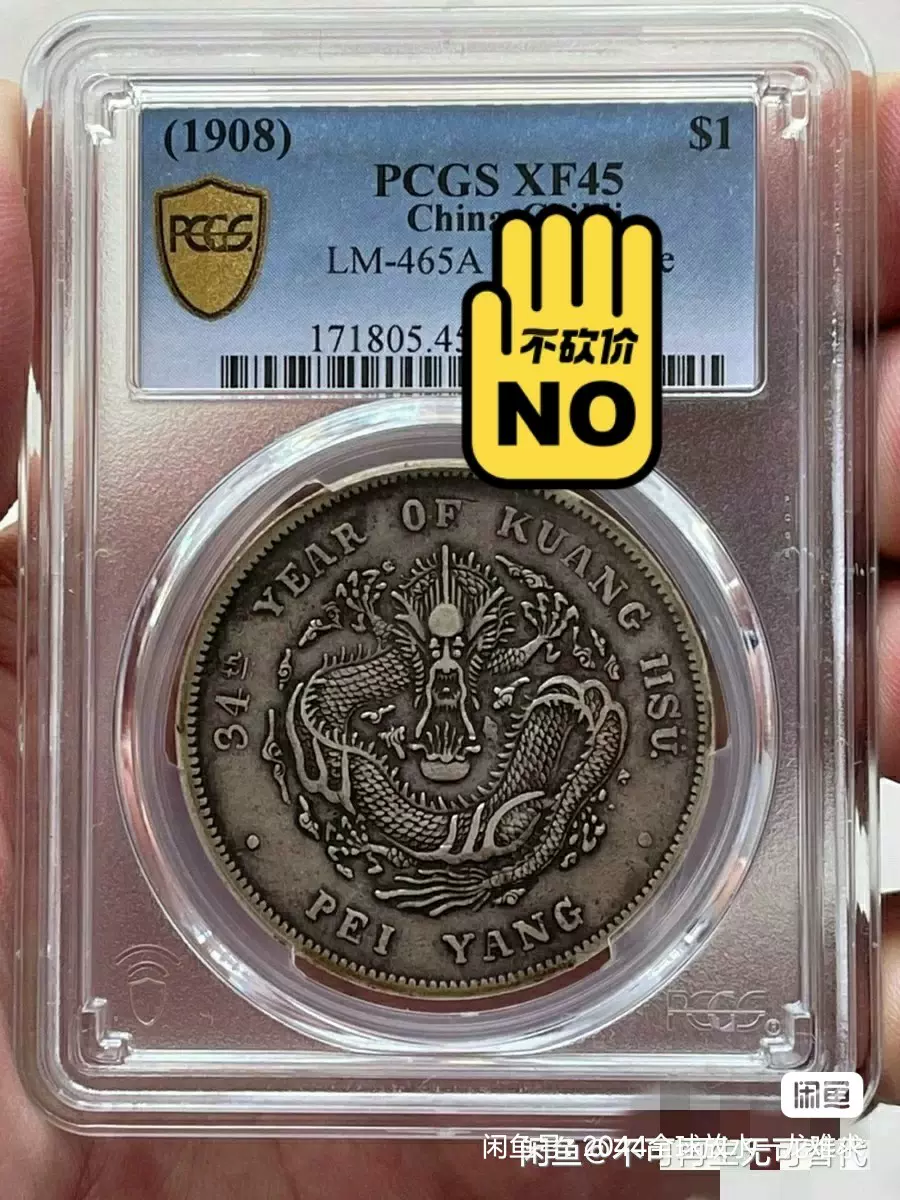 (1908) $1
PCGS XF45
PCGS China
LM-465A e
171805.45
不砍价
NO
34th YEAR OF KUANG HSÜ
PEI YANG
PCGS
闲鱼